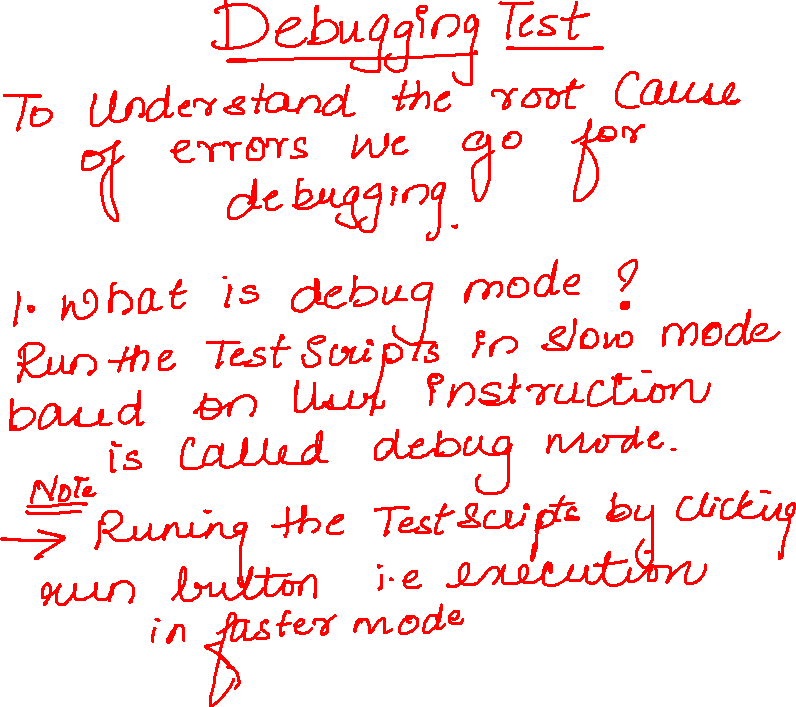 Debugging Test
To Understand the root Cause
of errors we go for
debugging.
1. What is debug mode ?
Run the Test Scripts in slow mode
based on User instruction
is called debug mode.
Note
→ Runing the Test scripts by clicking
run button i.e execution
in faster mode